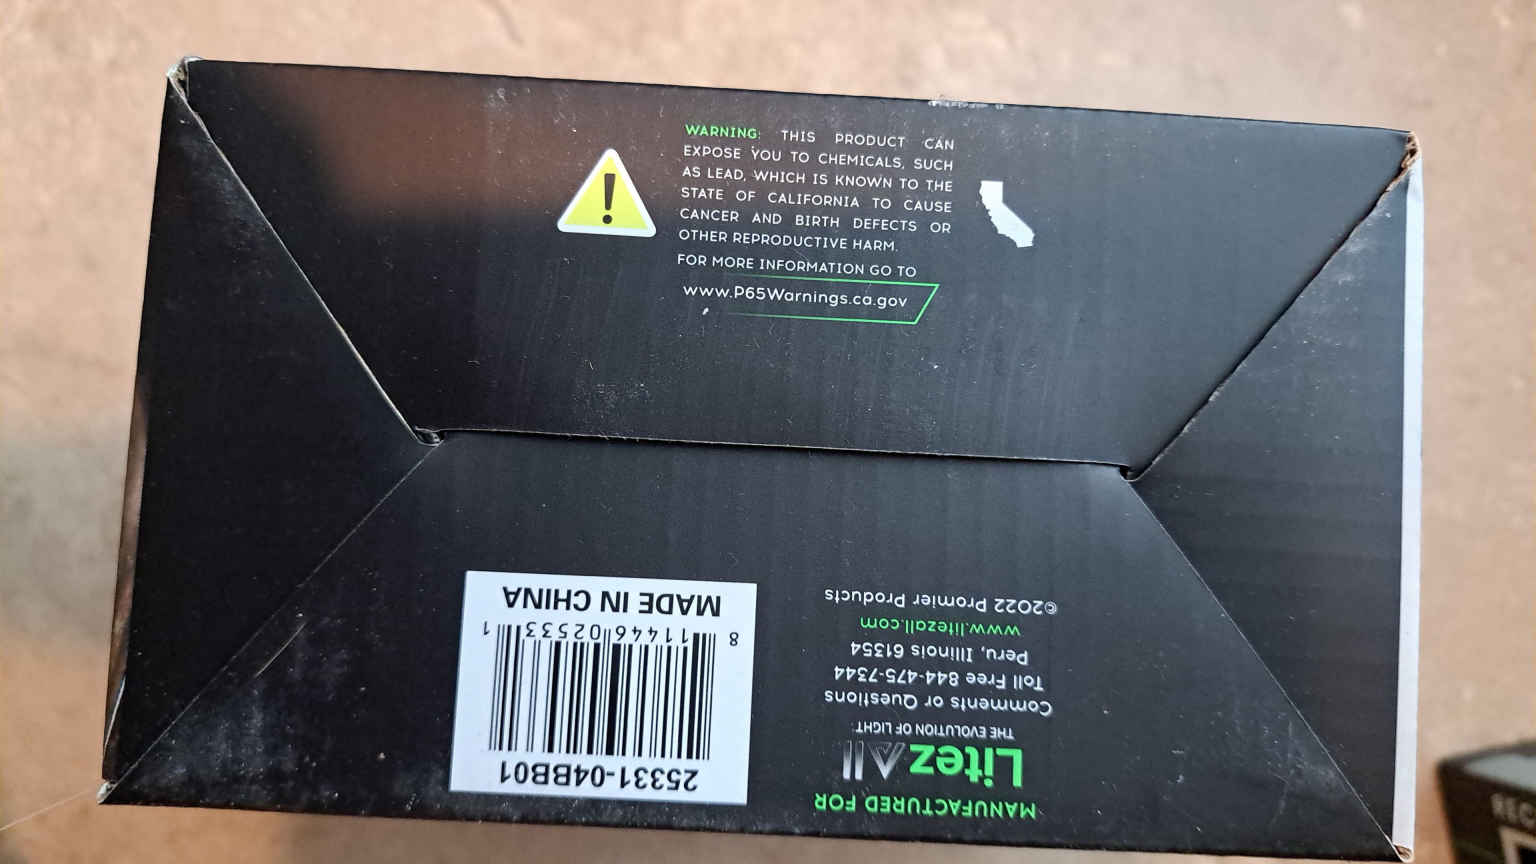 WARNING: THIS PRODUCT CAN
EXPOSE YOU TO CHEMICALS, SUCH
AS LEAD, WHICH IS KNOWN TO THE
STATE OF CALIFORNIA TO CAUSE
CANCER AND BIRTH DEFECTS OR
OTHER REPRODUCTIVE HARM.
FOR MORE INFORMATION GO TO
www.P65Warnings.ca.gov
MANUFACTURED FOR
LitezAll
THE EVOLUTION OF LIGHT:
Comments or Questions
Toll Free 844-475-7344
Peru, Illinois 61354
www.litezall.com
©2022 Promier Products
25331-04BB01
8 11446 02533 1
MADE IN CHINA